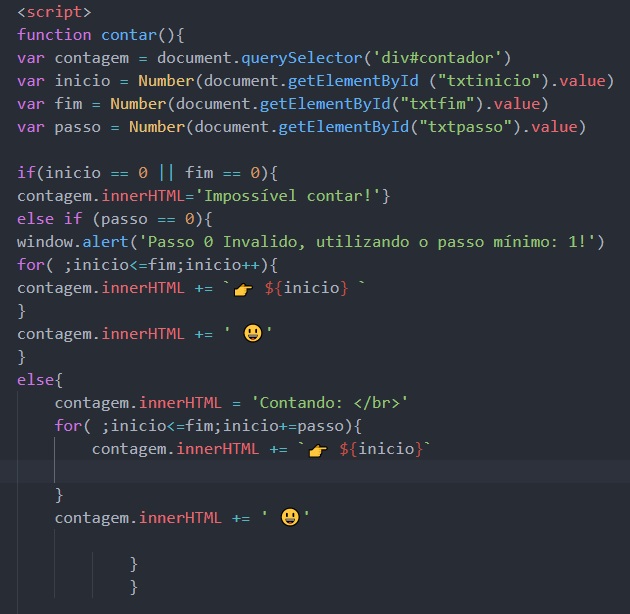 <script>
function contar(){
var contagem = document.querySelector('div#contador')
var inicio = Number(document.getElementById ("txtinicio").value)
var fim = Number(document.getElementById("txtfim").value)
var passo = Number(document.getElementById("txtpasso").value)
if(inicio == 0 || fim == 0){
contagem.innerHTML='Impossível contar!'}
else if (passo == 0){
window.alert('Passo 0 Invalido, utilizando o passo mínimo: 1!')
for( ;inicio<=fim;inicio++){
contagem.innerHTML += `👉 ${inicio} `
}
contagem.innerHTML += ' 😃 '
}
else{
contagem.innerHTML = 'Contando: </br>'
for( ;inicio<=fim;inicio+=passo){
contagem.innerHTML += `👉 ${inicio}`
}
contagem.innerHTML += ' 😃 '
}
}